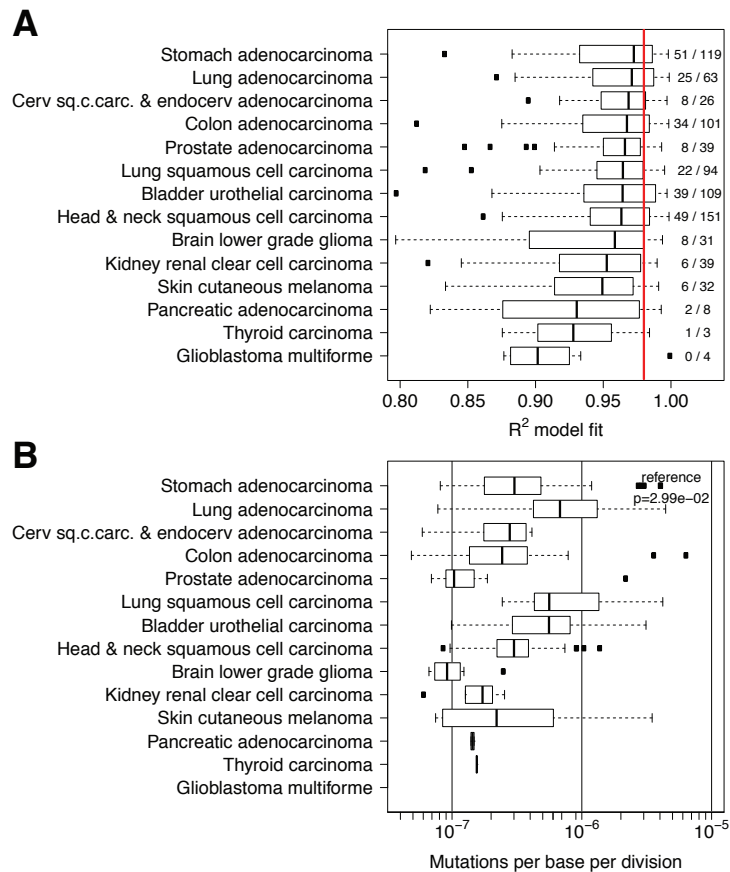 A
Stomach adenocarcinoma 51 / 119
Lung adenocarcinoma 25 / 63
Cerv sq.c.carc. & endocerv adenocarcinoma 8 / 26
Colon adenocarcinoma 34 / 101
Prostate adenocarcinoma 8 / 39
Lung squamous cell carcinoma 22 / 94
Bladder urothelial carcinoma 39 / 109
Head & neck squamous cell carcinoma 49 / 151
Brain lower grade glioma 8 / 31
Kidney renal clear cell carcinoma 6 / 39
Skin cutaneous melanoma 6 / 32
Pancreatic adenocarcinoma 2 / 8
Thyroid carcinoma 1 / 3
Glioblastoma multiforme 0 / 4
0.80 0.85 0.90 0.95 1.00
R² model fit
B
reference
Stomach adenocarcinoma
p=2.99e−02
Lung adenocarcinoma
Cerv sq.c.carc. & endocerv adenocarcinoma
Colon adenocarcinoma
Prostate adenocarcinoma
Lung squamous cell carcinoma
Bladder urothelial carcinoma
Head & neck squamous cell carcinoma
Brain lower grade glioma
Kidney renal clear cell carcinoma
Skin cutaneous melanoma
Pancreatic adenocarcinoma
Thyroid carcinoma
Glioblastoma multiforme
10⁻⁷ 10⁻⁶ 10⁻⁵
Mutations per base per division